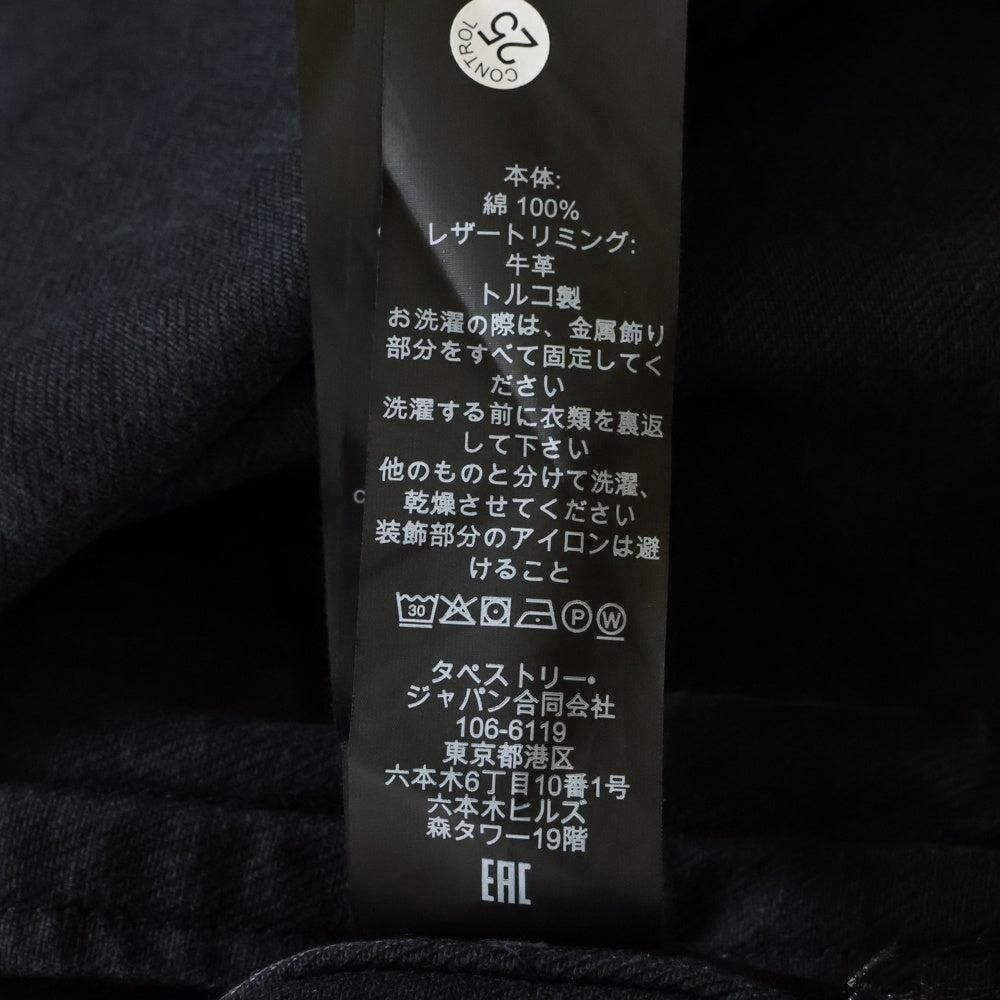 CONTROL
25
本体:
綿 100%
レザートリミング:
牛革
トルコ製
お洗濯の際は、金属飾り
部分をすべて固定してく
ださい
洗濯する前に衣類を裏返
して下さい
他のものと分けて洗濯、
乾燥させてください
装飾部分のアイロンは避
けること
30
P
W
タペストリー•
ジャパン合同会社
106-6119
東京都港区
六本木6丁目10番1号
六本木ヒルズ
森タワー19階
EAC